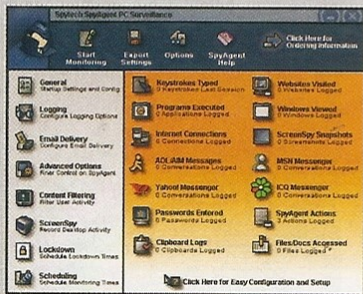 Spytech SpyAgent PC Surveillance
Start Monitoring
Export Settings
Options
SpyAgent Help
Click Here for Ordering Information
General
Startup Settings and Config
Logging
Configure Logging Options
Email Delivery
Configure Email Delivery
Advanced Options
Finer Control on SpyAgent
Content Filtering
Filter User Activity
ScreenSpy
Record Desktop Activity
Lockdown
Schedule Lockdown Times
Scheduling
Schedule Monitoring Times
Keystrokes Typed
0 Keystrokes Last Session
Programs Executed
0 Applications Logged
Internet Connections
0 Connections Logged
AOL/AIM Messages
0 Conversations Logged
Yahoo! Messenger
0 Conversations Logged
Passwords Entered
0 Passwords Logged
Clipboard Logs
0 Clipboards Logged
Websites Visited
0 Websites Logged
Windows Viewed
0 Windows Logged
ScreenSpy Snapshots
0 Screenshots Logged
MSN Messenger
0 Conversations Logged
ICQ Messenger
0 Conversations Logged
SpyAgent Actions
3 Actions Logged
Files/Docs Accessed
0 Files Logged
Click Here for Easy Configuration and Setup